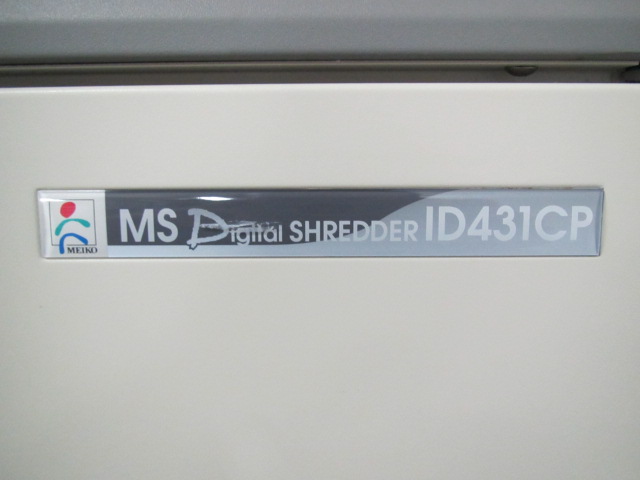 MEIKO
MS Digital SHREDDER ID431CP